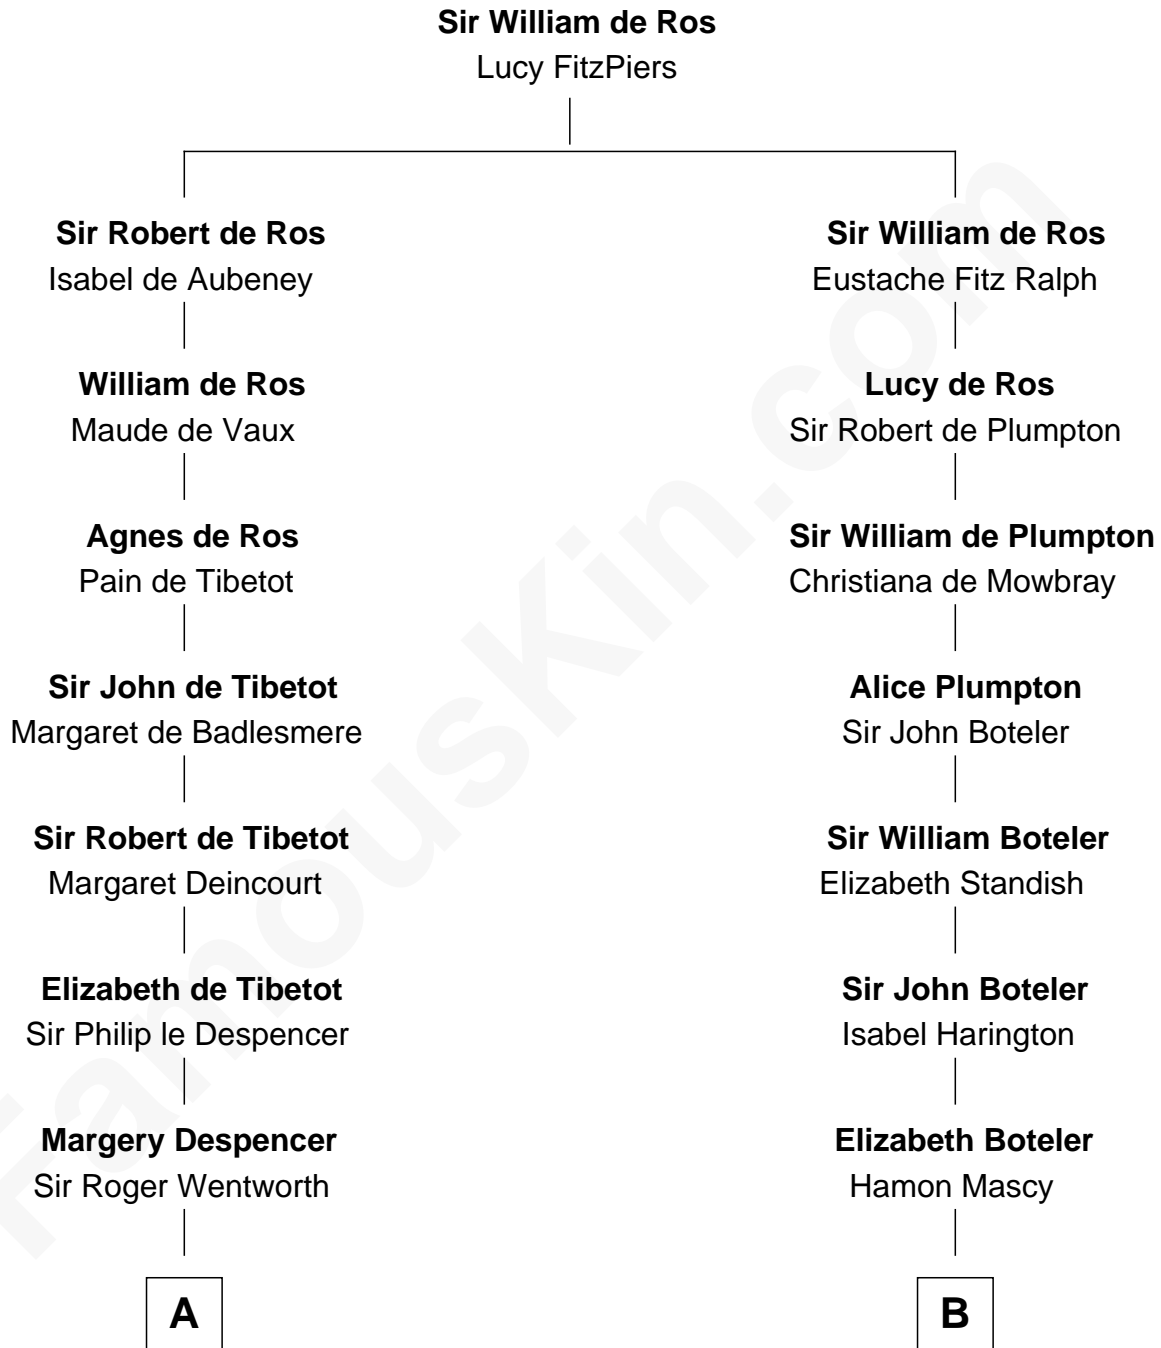 Sir William de Ros
Lucy FitzPiers
Sir Robert de Ros
Isabel de Aubeney
Sir William de Ros
Eustache Fitz Ralph
William de Ros
Maude de Vaux
Lucy de Ros
Sir Robert de Plumpton
Agnes de Ros
Pain de Tibetot
Sir William de Plumpton
Christiana de Mowbray
Sir John de Tibetot
Margaret de Badlesmere
Alice Plumpton
Sir John Boteler
Sir Robert de Tibetot
Margaret Deincourt
Sir William Boteler
Elizabeth Standish
Elizabeth de Tibetot
Sir Philip le Despencer
Sir John Boteler
Isabel Harington
Margery Despencer
Sir Roger Wentworth
Elizabeth Boteler
Hamon Mascy
A
B
FamousKin.com